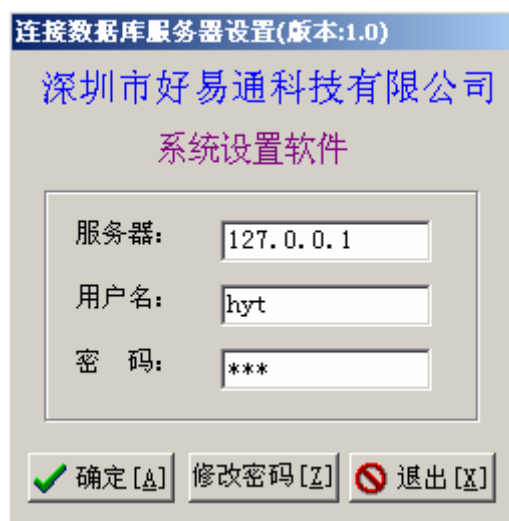 连接数据库服务器设置(版本:1.0)
深圳市好易通科技有限公司
系统设置软件
服务器: 127.0.0.1
用户名: hyt
密 码: ***
确定[A] 修改密码[Z] 退出[X]